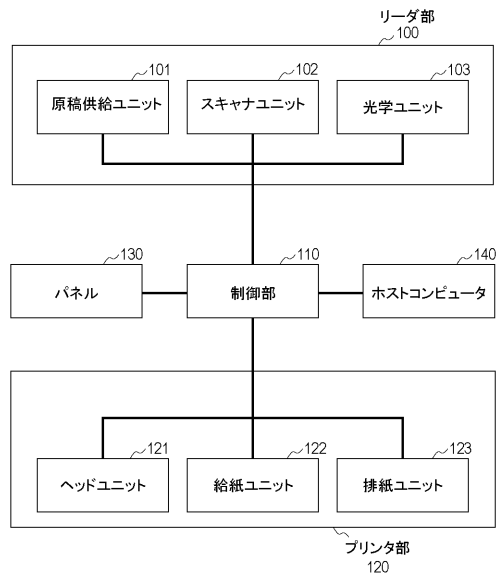 リーダ部
100
101
102
103
原稿供給ユニット
スキャナユニット
光学ユニット
130
110
140
パネル
制御部
ホストコンピュータ
121
122
123
ヘッドユニット
給紙ユニット
排紙ユニット
プリンタ部
120